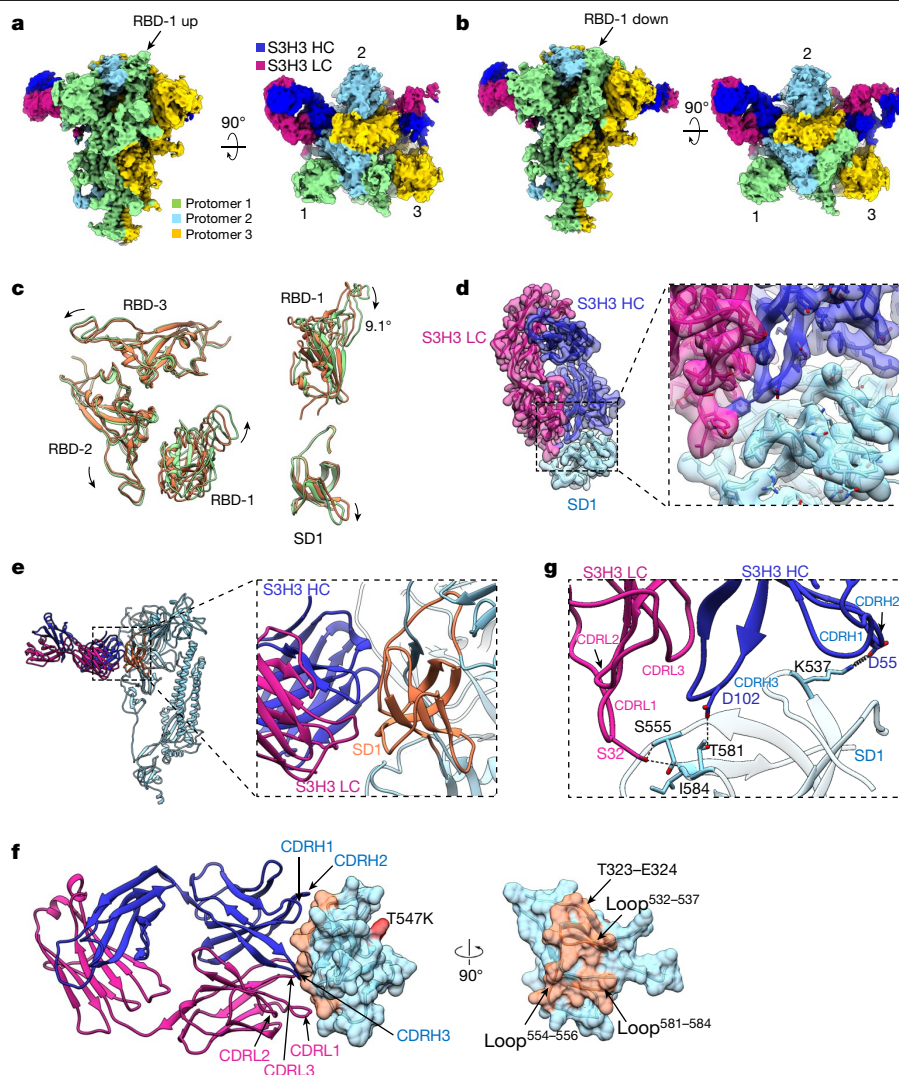 a
RBD-1 up
S3H3 HC
S3H3 LC
2
90°
1
3
Protomer 1
Protomer 2
Protomer 3
b
RBD-1 down
2
90°
1
3
c
RBD-3
RBD-2
RBD-1
RBD-1
9.1°
SD1
d
S3H3 HC
S3H3 LC
SD1
e
S3H3 HC
SD1
S3H3 LC
g
S3H3 LC
S3H3 HC
CDRH2
CDRL2
CDRH1
CDRL3
K537
D55
CDRH3
CDRL1
D102
S555
S32
T581
SD1
I584
f
CDRH1
CDRH2
T547K
CDRH3
CDRL2
CDRL1
CDRL3
90°
T323–E324
Loop532–537
Loop554–556
Loop581–584